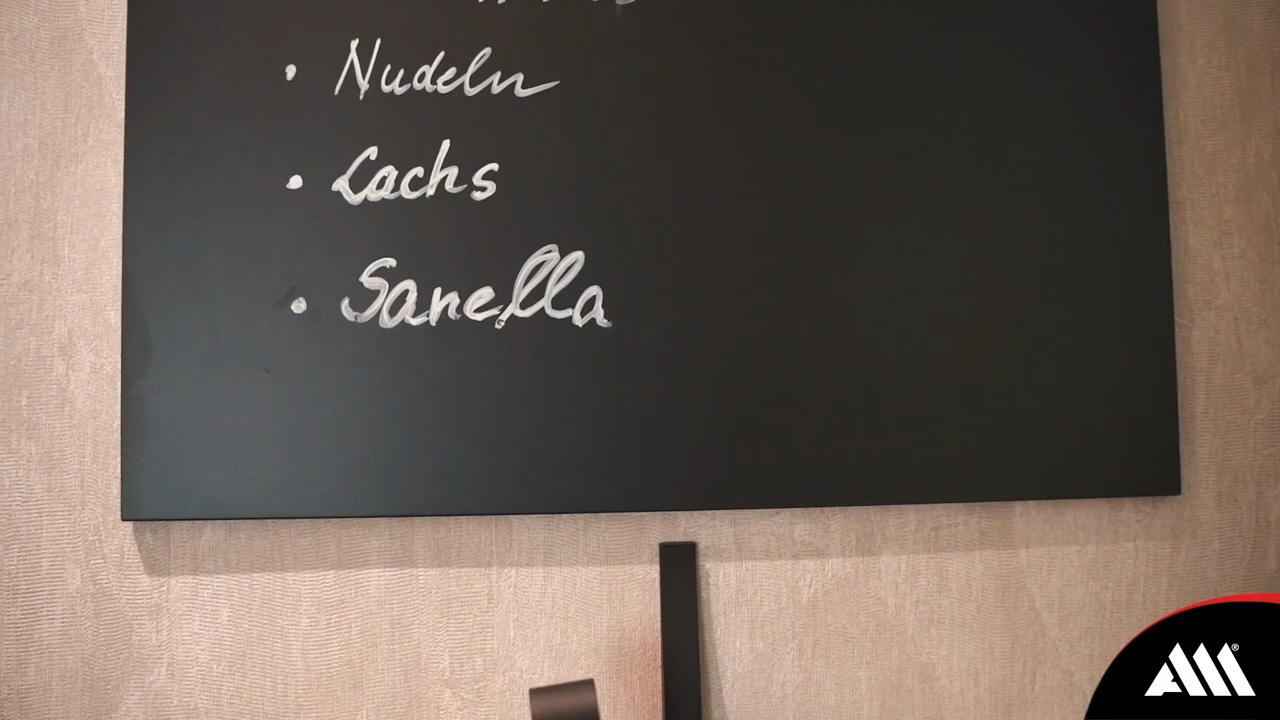 • Nudeln
• Lachs
• Sanella